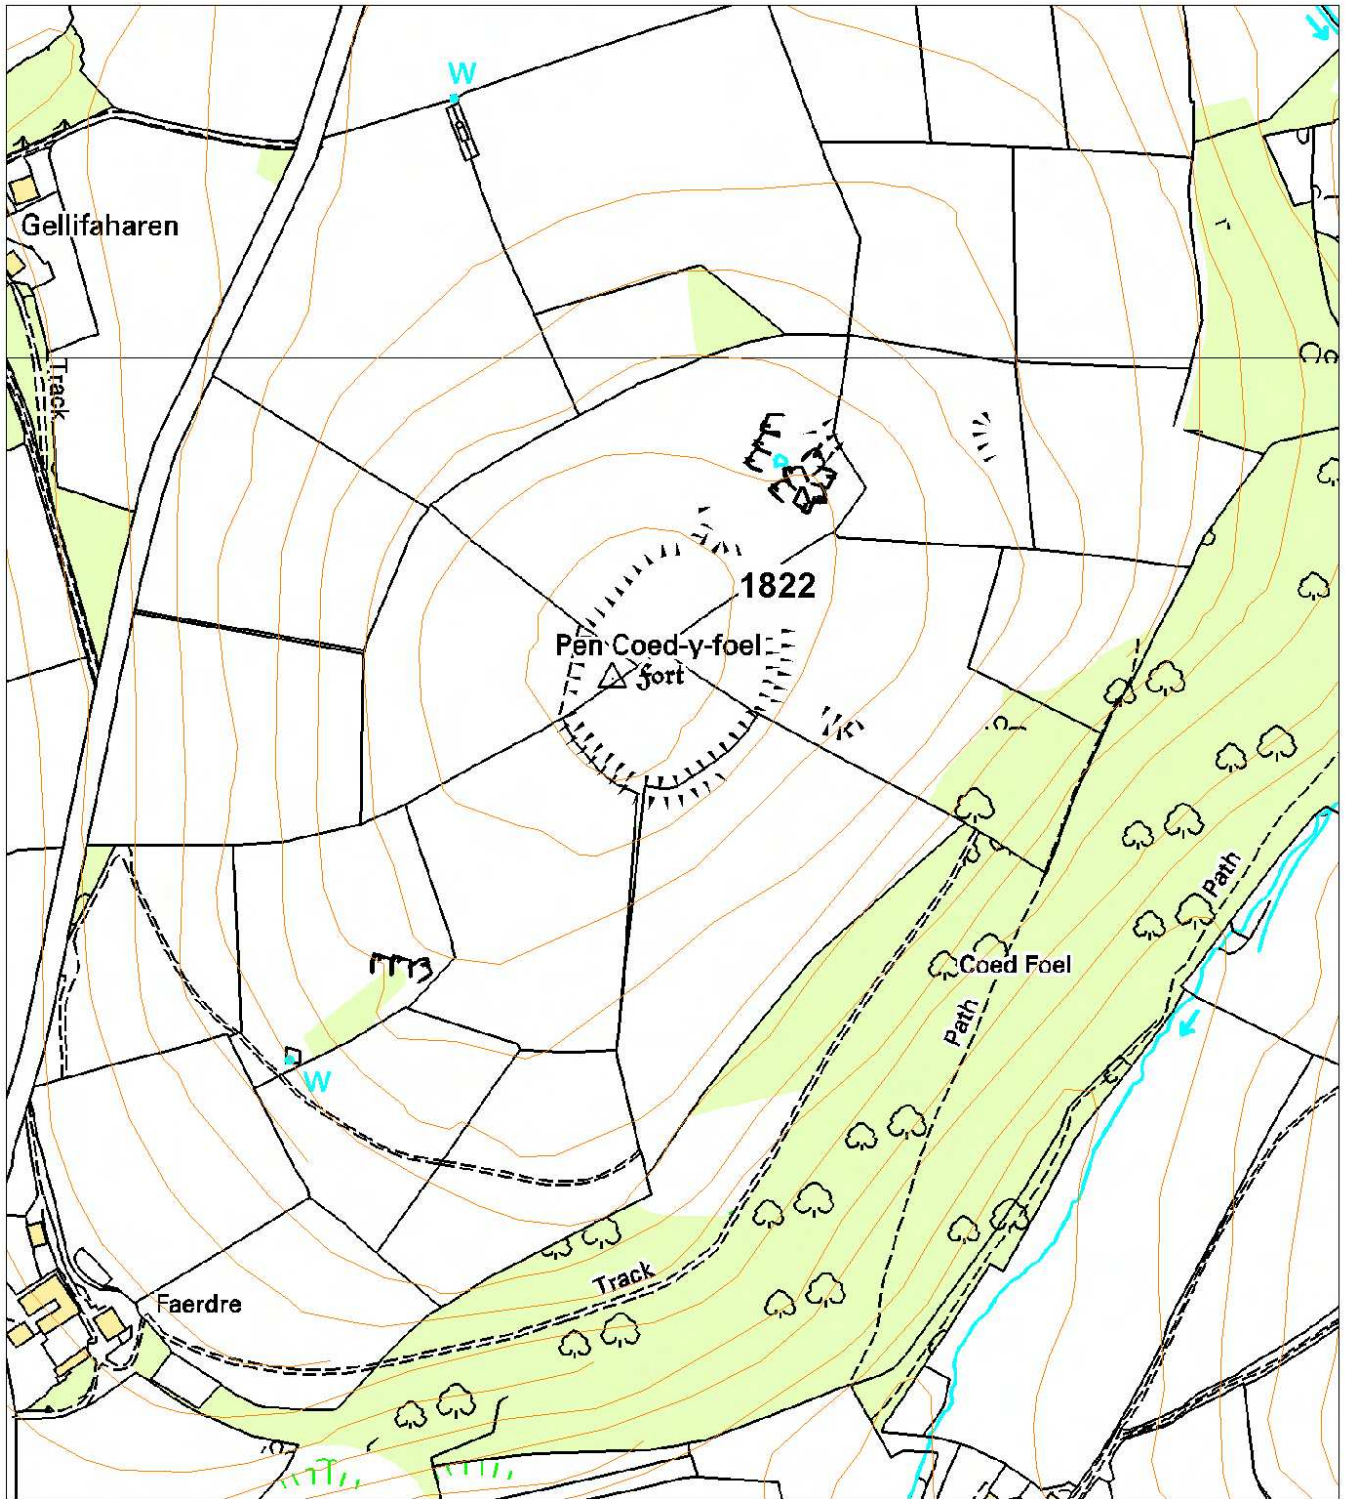 W
Gellifaharen
Track
1822
Pen Coed-y-foel
fort
Path
Coed Foel
Path
W
Track
Faerdre